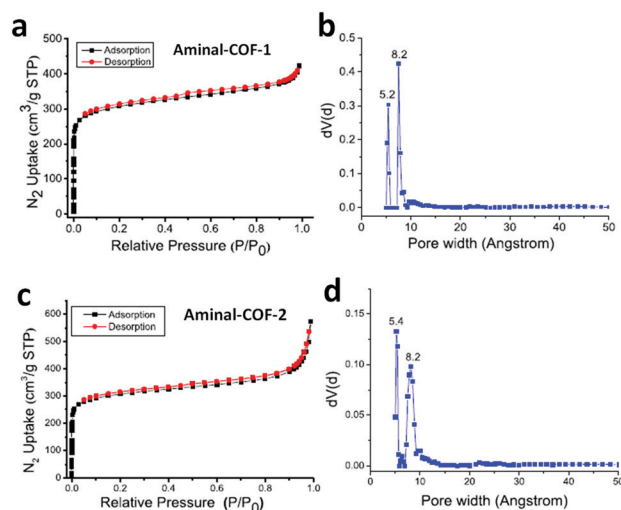 a
Adsorption
Desorption
Aminal-COF-1
500
400
300
200
100
0
N2 Uptake (cm3/g STP)
0.0 0.2 0.4 0.6 0.8 1.0
Relative Pressure (P/P0)
b
0.5
0.4
0.3
0.2
0.1
0.0
dV(d)
5.2
8.2
0 10 20 30 40 50
Pore width (Angstrom)
c
Adsorption
Desorption
Aminal-COF-2
600
500
400
300
200
100
0
N2 Uptake (cm3/g STP)
0.0 0.2 0.4 0.6 0.8 1.0
Relative Pressure (P/P0)
d
0.15
0.10
0.05
0.00
dV(d)
5.4
8.2
0 10 20 30 40 50
Pore width (Angstrom)